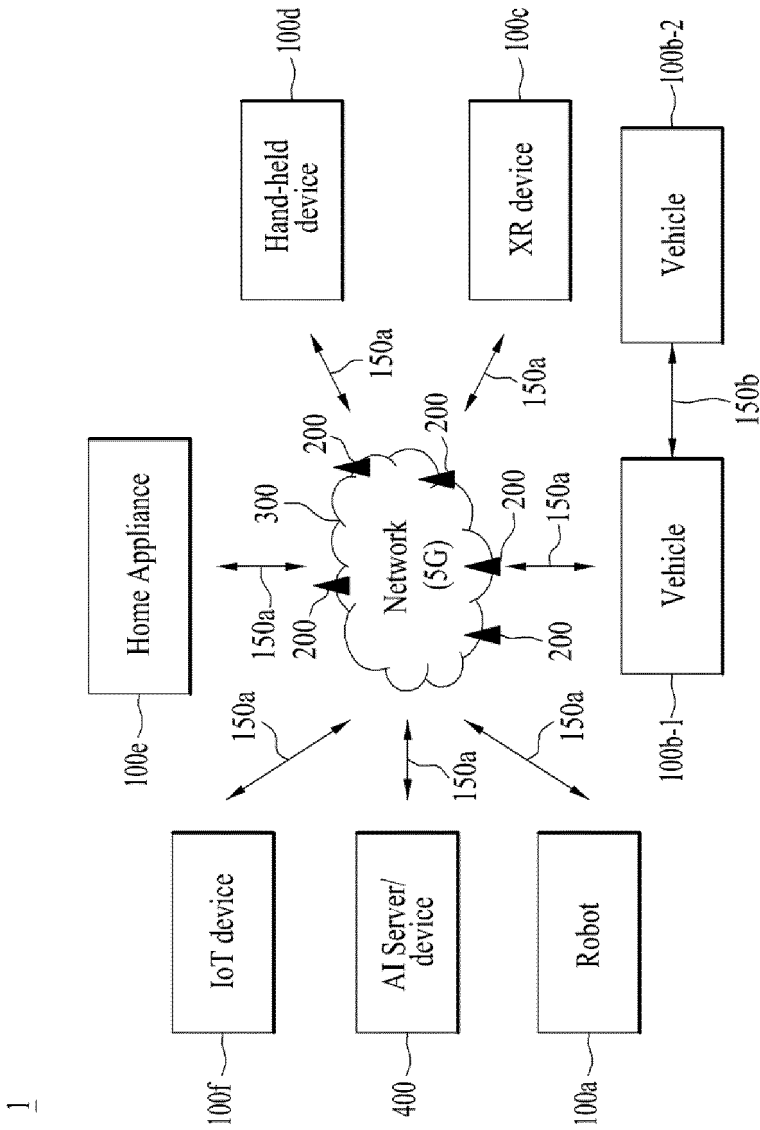 1
100e
Home Appliance
100f
IoT device
150a
150a
300
200
200
Hand-held
device
100d
150a
400
AI Server/
device
150a
Network
(5G)
200
150a
XR device
100c
200
200
150a
150a
100a
Robot
100b-1
Vehicle
150b
Vehicle
100b-2